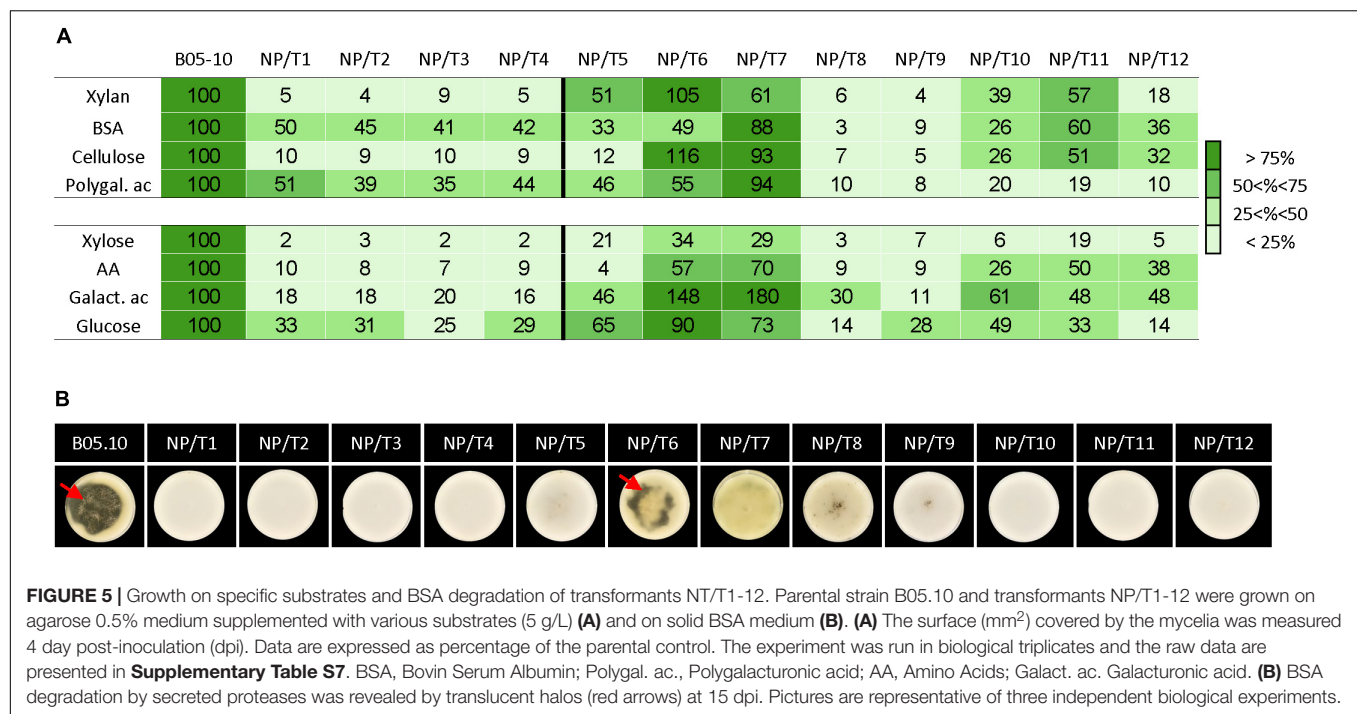 A
B05-10 NP/T1 NP/T2 NP/T3 NP/T4 NP/T5 NP/T6 NP/T7 NP/T8 NP/T9 NP/T10 NP/T11 NP/T12
Xylan 100 5 4 9 5 51 105 61 6 4 39 57 18
BSA 100 50 45 41 42 33 49 88 3 9 26 60 36
Cellulose 100 10 9 10 9 12 116 93 7 5 26 51 32
Polygal. ac 100 51 39 35 44 46 55 94 10 8 20 19 10
Xylose 100 2 3 2 2 21 34 29 3 7 6 19 5
AA 100 10 8 7 9 4 57 70 9 9 26 50 38
Galact. ac 100 18 18 20 16 46 148 180 30 11 61 48 48
Glucose 100 33 31 25 29 65 90 73 14 28 49 33 14
> 75%
50<%<75
25<%<50
< 25%
B
B05.10 NP/T1 NP/T2 NP/T3 NP/T4 NP/T5 NP/T6 NP/T7 NP/T8 NP/T9 NP/T10 NP/T11 NP/T12
FIGURE 5 | Growth on specific substrates and BSA degradation of transformants NT/T1-12. Parental strain B05.10 and transformants NP/T1-12 were grown on
agarose 0.5% medium supplemented with various substrates (5 g/L) (A) and on solid BSA medium (B). (A) The surface (mm²) covered by the mycelia was measured
4 day post-inoculation (dpi). Data are expressed as percentage of the parental control. The experiment was run in biological triplicates and the raw data are
presented in Supplementary Table S7. BSA, Bovin Serum Albumin; Polygal. ac., Polygalacturonic acid; AA, Amino Acids; Galact. ac. Galacturonic acid. (B) BSA
degradation by secreted proteases was revealed by translucent halos (red arrows) at 15 dpi. Pictures are representative of three independent biological experiments.